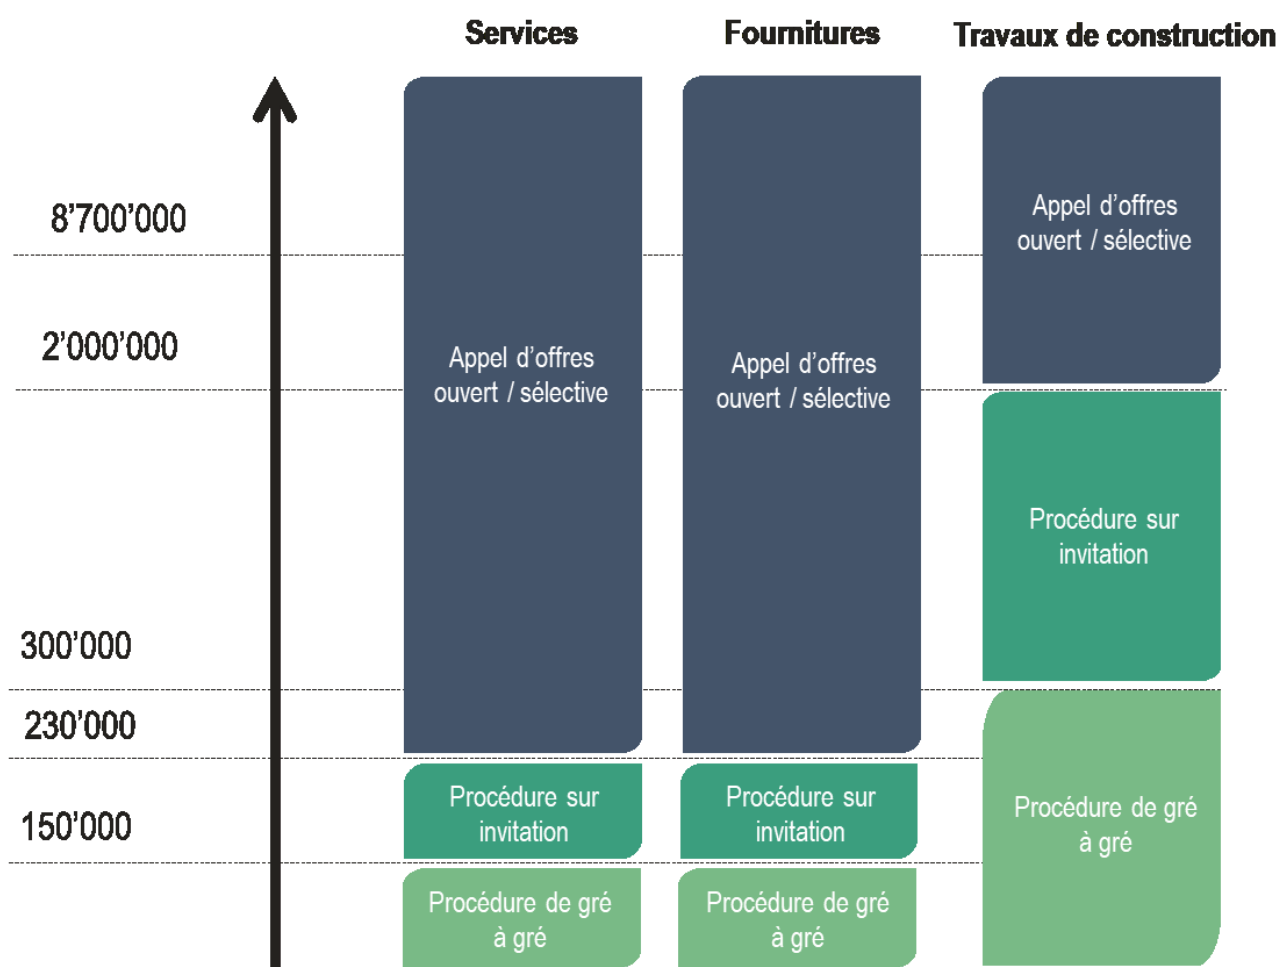 Services
Fournitures
Travaux de construction
8’700’000
2’000’000
300’000
230’000
150’000
Appel d’offres
ouvert / sélective
Procédure sur
invitation
Procédure de gré
à gré
Appel d’offres
ouvert / sélective
Procédure sur
invitation
Procédure de gré
à gré
Appel d’offres
ouvert / sélective
Procédure sur
invitation
Procédure de gré
à gré